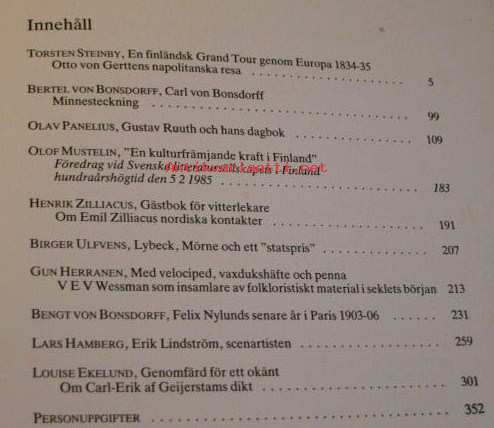 Innehåll
TORSTEN STEINBY, En finländsk Grand Tour genom Europa 1834-35
Otto von Gerttens napolitanska resa . . . . . . . . . . . . . . . 5
BERTEL VON BONSDORFF, Carl von Bonsdorff
Minnesteckning . . . . . . . . . . . . . . . . . . . . . . . . . . 99
OLAV PANELIUS, Gustav Ruuth och hans dagbok . . . . . . . . . . . . 109
OLOF MUSTELIN, "En kulturfrämjande kraft i Finland"
Föredrag vid Svenska litteratursällskapets i Finland
hundraårshögtid den 5 2 1985 . . . . . . . . . . . . . . . . . . 183
HENRIK ZILLIACUS, Gästbok för vitterlekare
Om Emil Zilliacus nordiska kontakter . . . . . . . . . . . . . . 191
BIRGER ULFVENS, Lybeck, Mörne och ett "statspris" . . . . . . . . . 207
GUN HERRANEN, Med velociped, vaxdukshäfte och penna
V E V Wessman som insamlare av folkloristiskt material i seklets början 213
BENGT VON BONSDORFF, Felix Nylunds senare år i Paris 1903-06 . . . . . . 231
LARS HAMBERG, Erik Lindström, scenartisten . . . . . . . . . . . . . 259
LOUISE EKELUND, Genomfärd för ett okänt
Om Carl-Erik af Geijerstams dikt . . . . . . . . . . . . . . . . 301
PERSONUPPGIFTER . . . . . . . . . . . . . . . . . . . . . . . . . 352